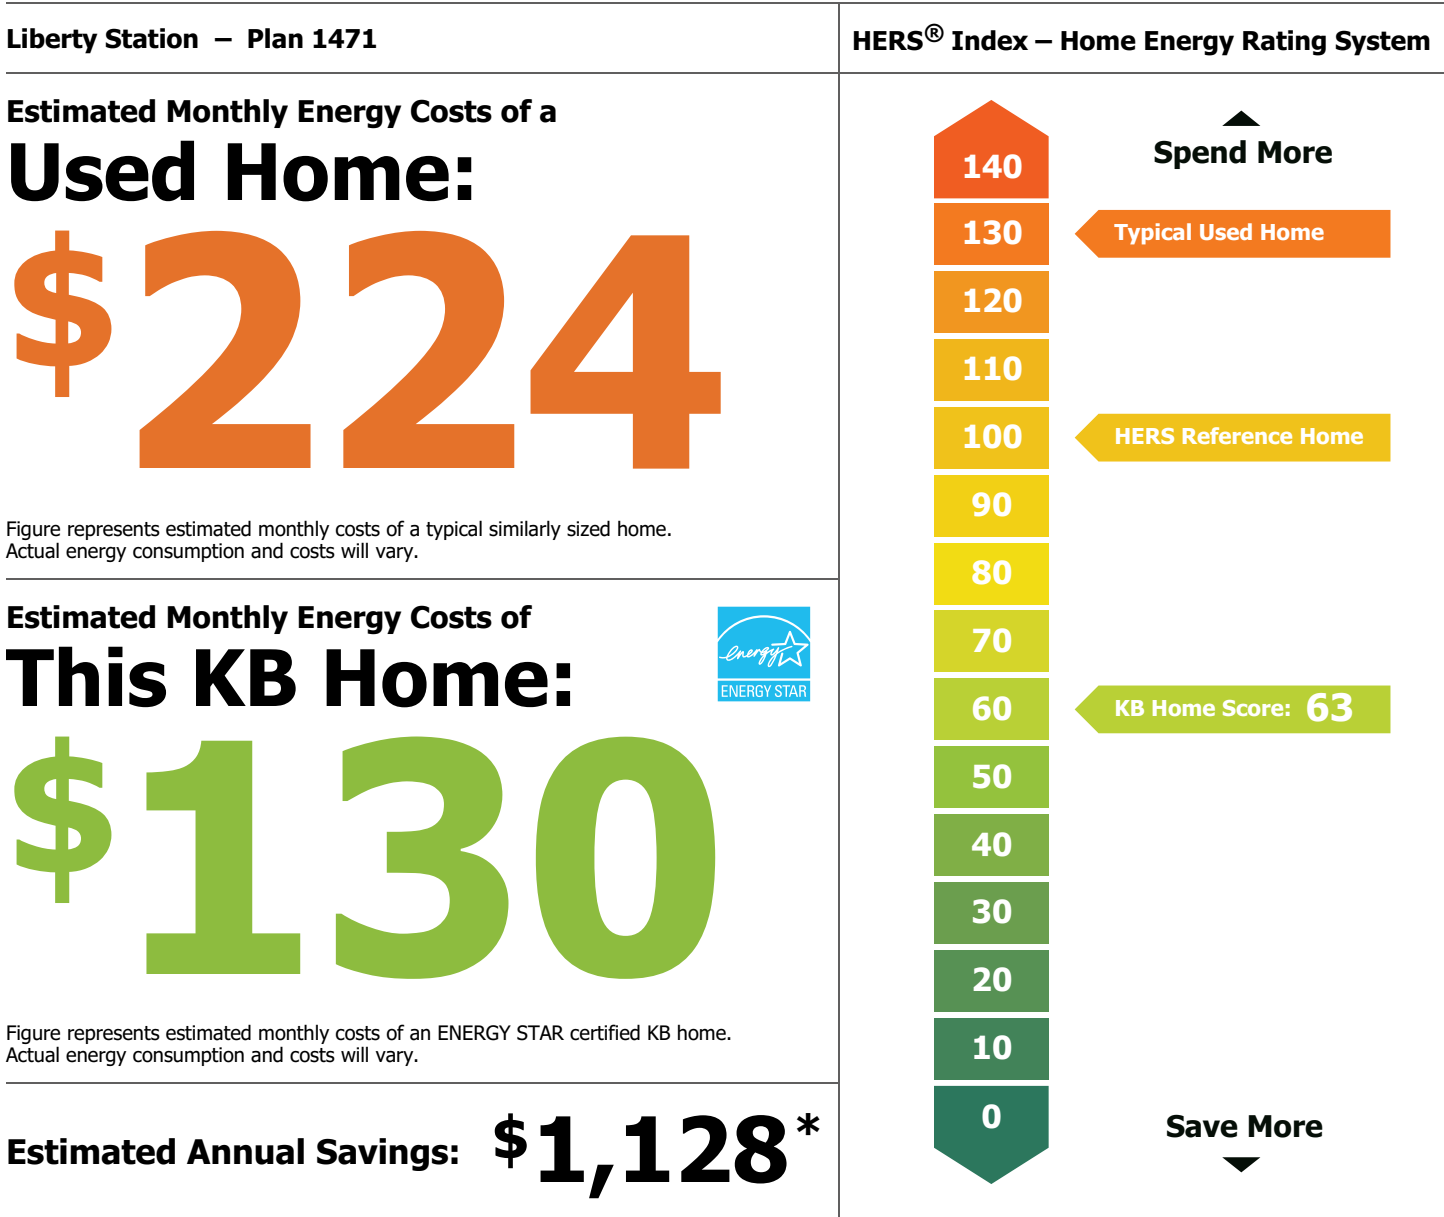 Liberty Station – Plan 1471
Estimated Monthly Energy Costs of a
Used Home:
$224
Figure represents estimated monthly costs of a typical similarly sized home.
Actual energy consumption and costs will vary.
Estimated Monthly Energy Costs of
This KB Home:
energy
ENERGY STAR
$130
Figure represents estimated monthly costs of an ENERGY STAR certified KB home.
Actual energy consumption and costs will vary.
Estimated Annual Savings: $1,128*
HERS® Index – Home Energy Rating System
Spend More
140
130 Typical Used Home
120
110
100 HERS Reference Home
90
80
70
60 KB Home Score: 63
50
40
30
20
10
0
Save More